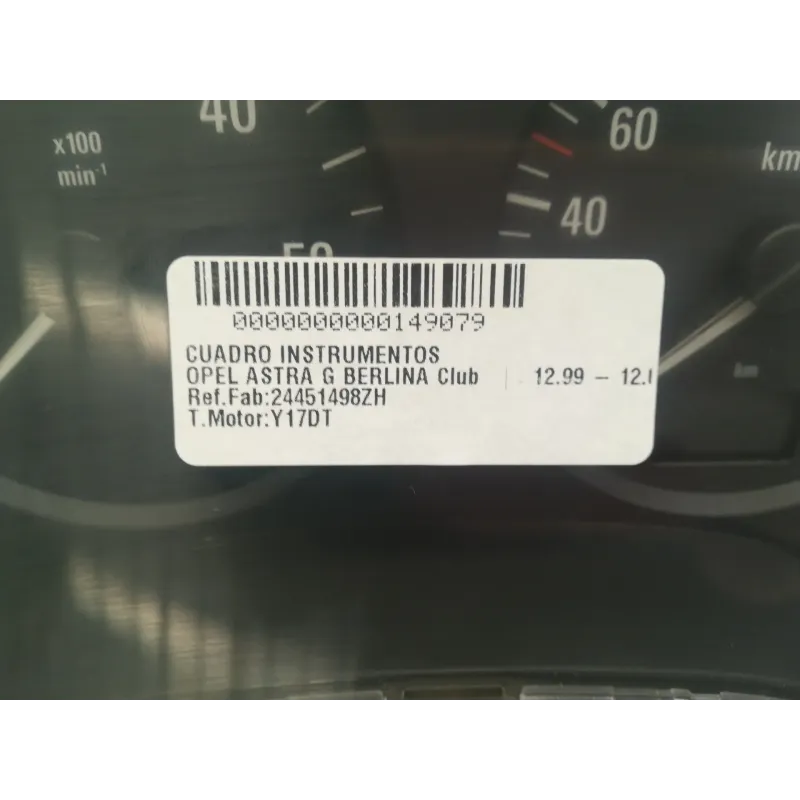 40
60
x100
km
min⁻¹
40
50
0000000000149079
CUADRO INSTRUMENTOS
OPEL ASTRA G BERLINA Club 12.99 – 12.
Ref.Fab:24451498ZH
T.Motor:Y17DT